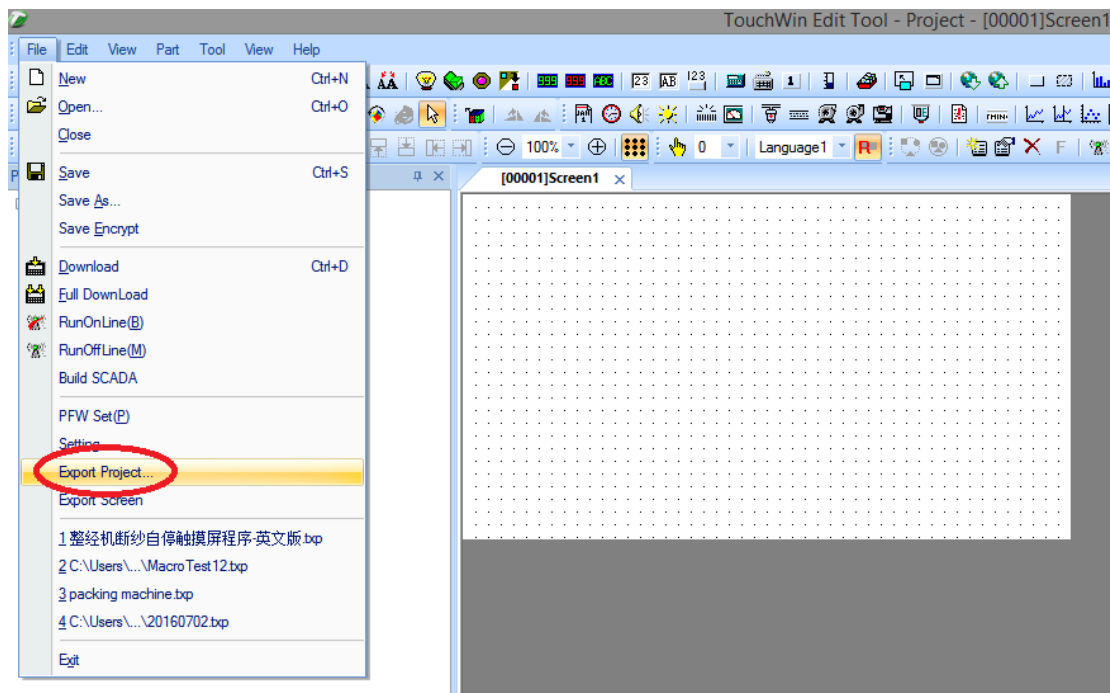 TouchWin Edit Tool - Project - [00001]Screen1
File Edit View Part Tool View Help
New Ctrl+N
Open... Ctrl+O
Close
100% 0 Language1 R
Save Ctrl+S
[00001]Screen1
Save As...
Save Encrypt
Download Ctrl+D
Full DownLoad
RunOnLine(B)
RunOffLine(M)
Build SCADA
PFW Set(P)
Setting
Export Project...
Export Screen
1 整经机断纱自停触摸屏程序-英文版.txp
2 C:\Users\...\MacroTest12.txp
3 packing machine.txp
4 C:\Users\...\20160702.txp
Exit